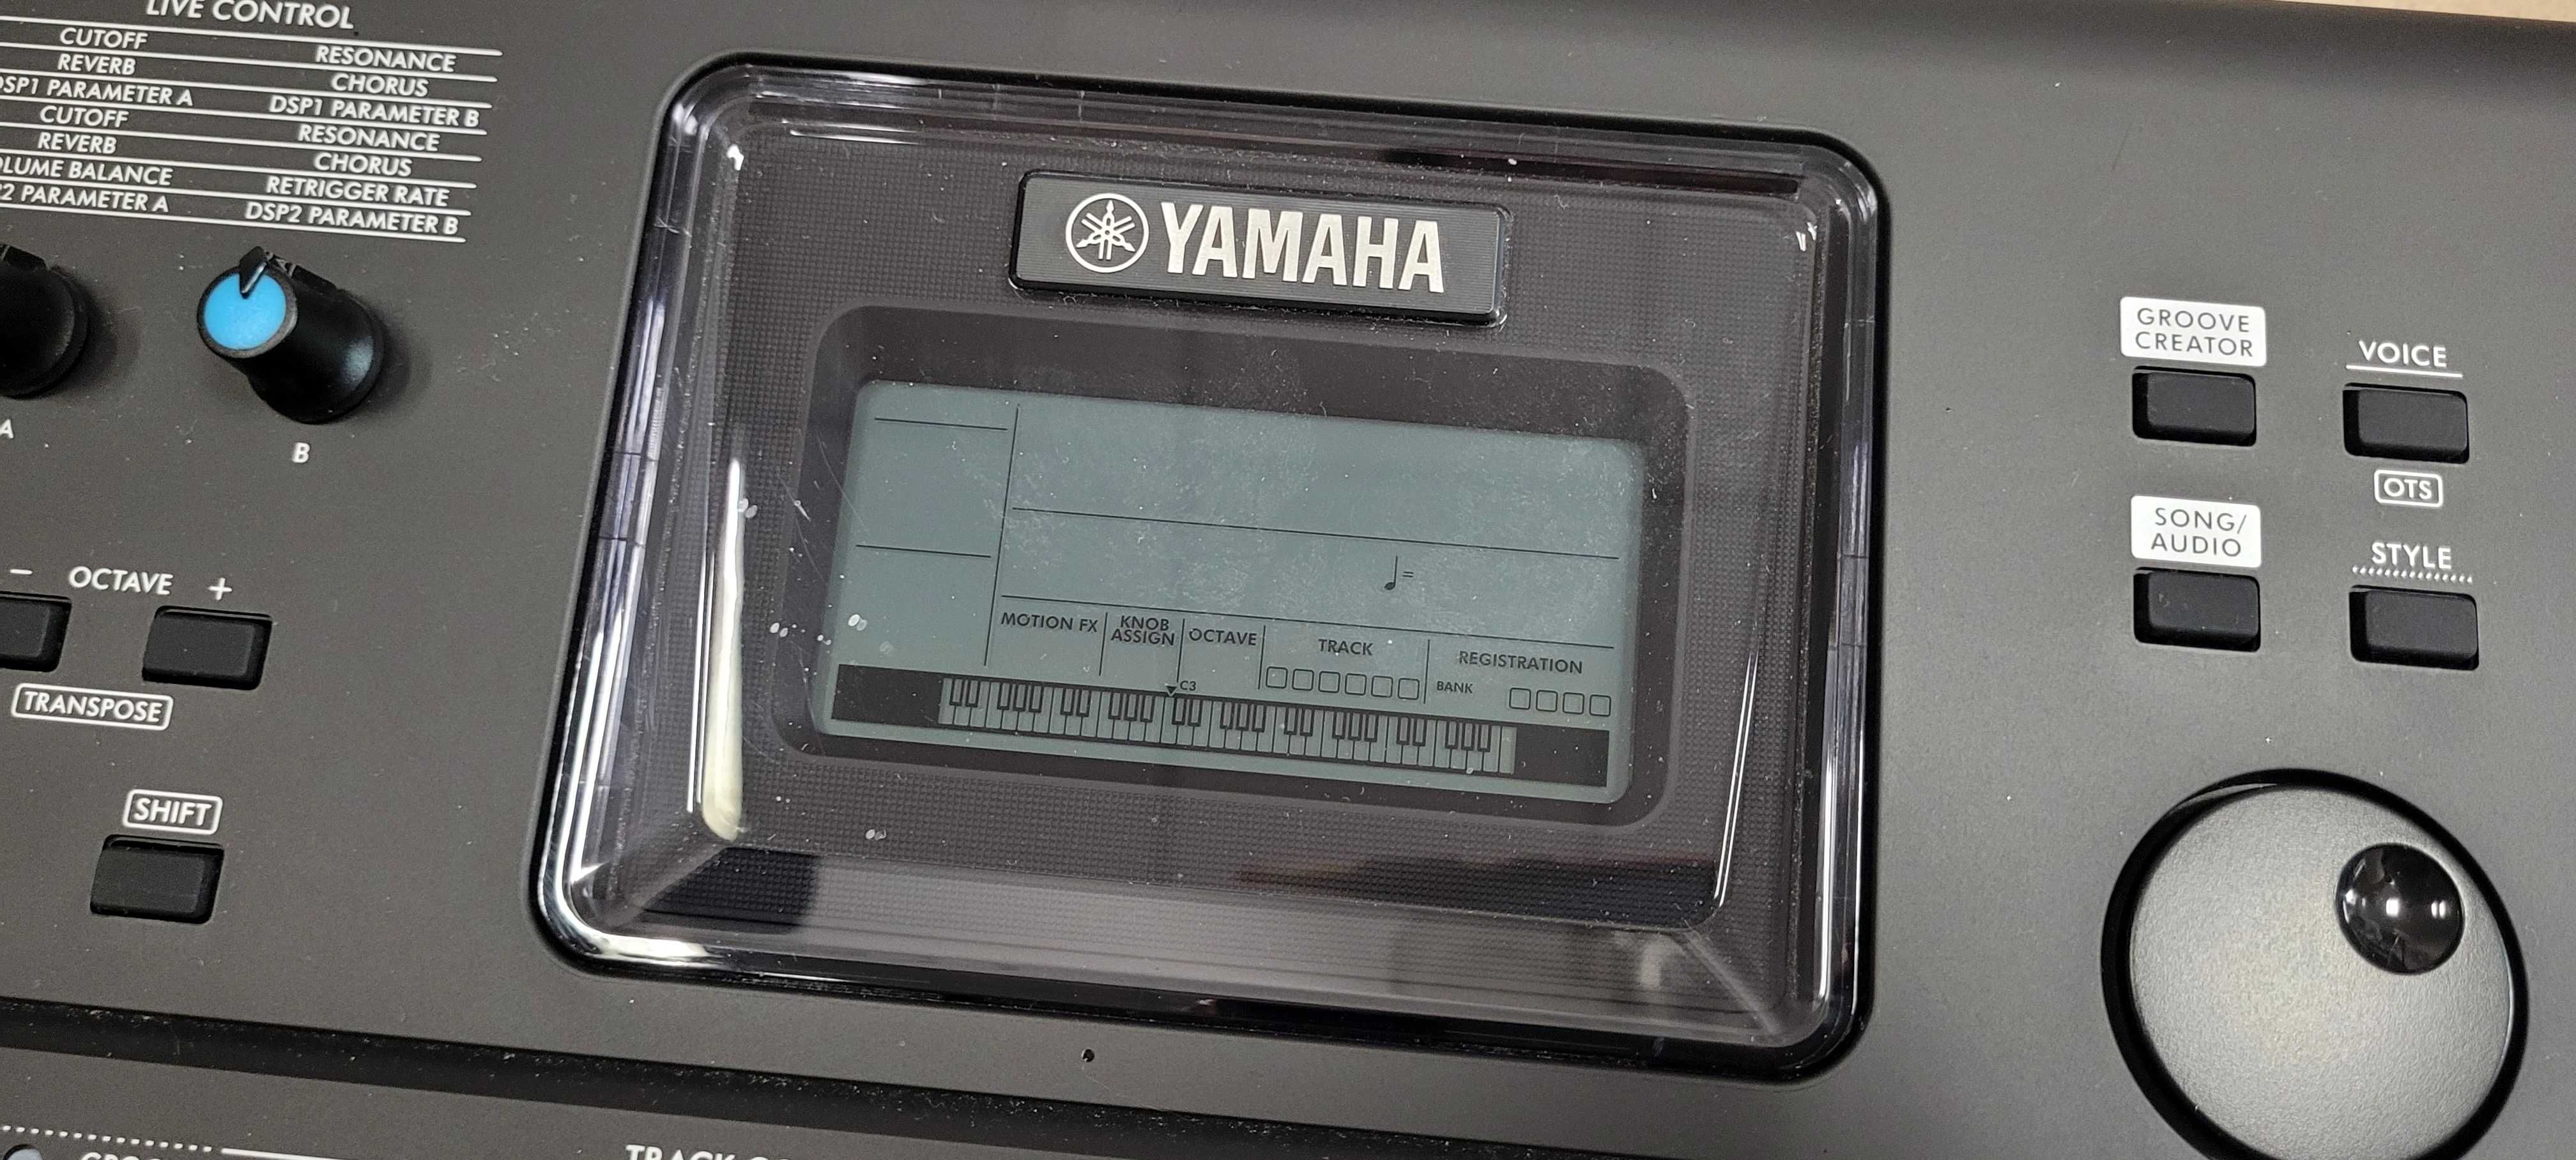 LIVE CONTROL
CUTOFF RESONANCE
REVERB CHORUS
DSP1 PARAMETER A DSP1 PARAMETER B
CUTOFF RESONANCE
REVERB CHORUS
BALANCE RETRIGGER RATE
PARAMETER A DSP2 PARAMETER B
A
B
- OCTAVE +
TRANSPOSE
SHIFT
YAMAHA
♩=
MOTION FX
KNOB
ASSIGN
OCTAVE
TRACK
REGISTRATION
BANK
C3
GROOVE
CREATOR
VOICE
OTS
SONG/
AUDIO
STYLE
TRACK